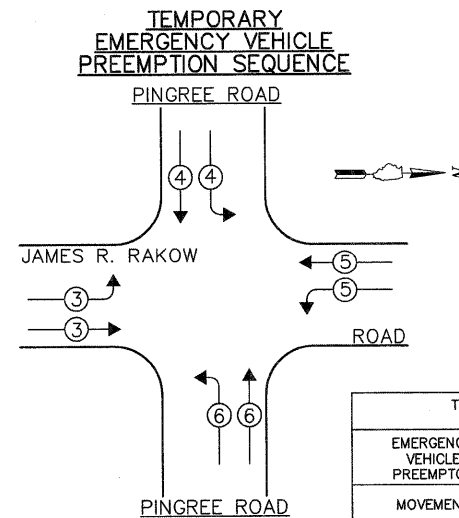 TEMPORARY
EMERGENCY VEHICLE
PREEMPTION SEQUENCE
PINGREE ROAD
4 4
JAMES R. RAKOW
5
3
5
3
ROAD
6 6
PINGREE ROAD
VEHICLE